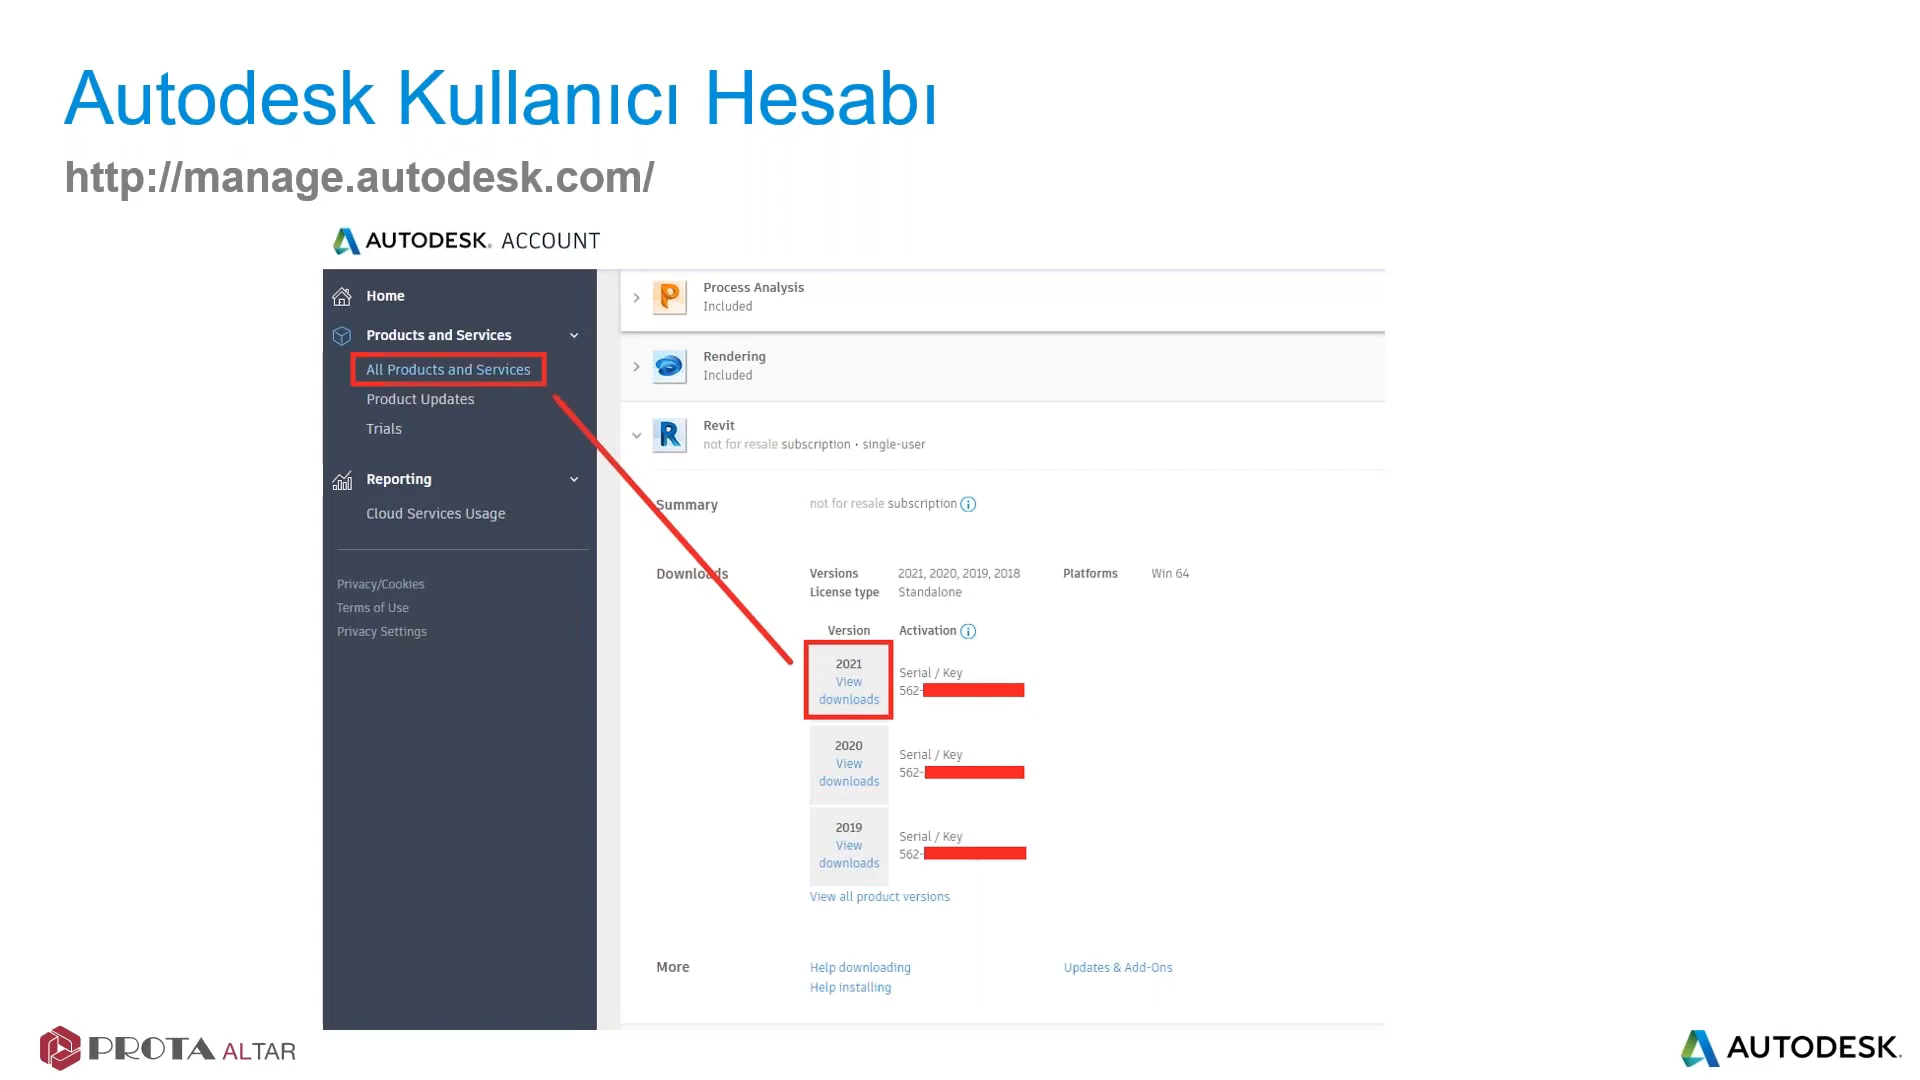 Autodesk Kullanıcı Hesabı
http://manage.autodesk.com/
AUTODESK. ACCOUNT
Home
Products and Services
All Products and Services
Product Updates
Trials
Reporting
Cloud Services Usage
Privacy/Cookies
Terms of Use
Privacy Settings
Process Analysis
Included
Rendering
Included
Revit
not for resale subscription · single-user
Summary not for resale subscription
Downloads Versions 2021, 2020, 2019, 2018 Platforms Win 64
License type Standalone
Version Activation
2021
View
downloads
Serial / Key
562-
2020
View
downloads
Serial / Key
562-
2019
View
downloads
Serial / Key
562-
View all product versions
More Help downloading Updates & Add-Ons
Help installing
PROTA ALTAR
AUTODESK.